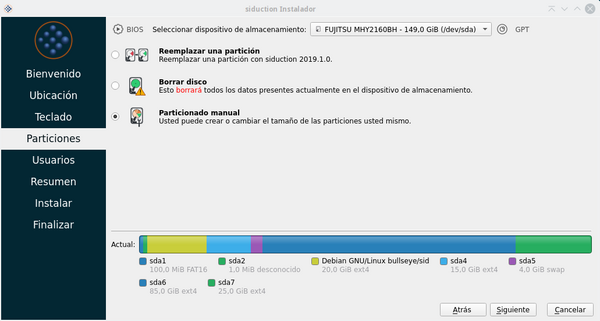 siduction Instalador
BIOS Seleccionar dispositivo de almacenamiento: FUJITSU MHY2160BH - 149,0 GiB (/dev/sda) GPT
Bienvenido
Ubicación
Teclado
Particiones
Usuarios
Resumen
Instalar
Finalizar
Reemplazar una partición
Reemplazar una partición con siduction 2019.1.0.
Borrar disco
Esto borrará todos los datos presentes actualmente en el dispositivo de almacenamiento.
Particionado manual
Usted puede crear o cambiar el tamaño de las particiones usted mismo.
Actual:
sda1 sda2 Debian GNU/Linux bullseye/sid sda4 sda5
100,0 MiB FAT16 1,0 MiB desconocido 20,0 GiB ext4 15,0 GiB ext4 4,0 GiB swap
sda6 sda7
85,0 GiB ext4 25,0 GiB ext4
Atrás Siguiente Cancelar